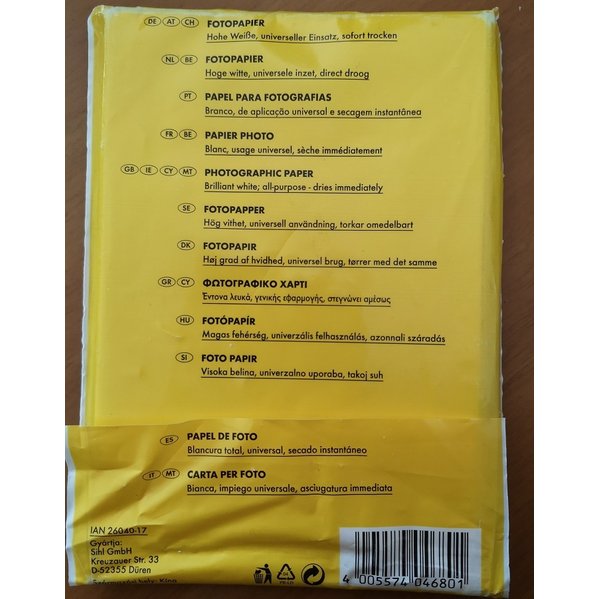 DE AT CH FOTOPAPIER
Hohe Weiße, universeller Einsatz, sofort trocken
NL BE FOTOPAPIER
Hoge witte, universele inzet, direct droog
PT PAPEL PARA FOTOGRAFIAS
Branco, de aplicação universal e secagem instantânea
FR BE PAPIER PHOTO
Blanc, usage universel, sèche immédiatement
GB IE CY MT PHOTOGRAPHIC PAPER
Brilliant white; all-purpose - dries immediately
SE FOTOPAPPER
Hög vithet, universell användning, torkar omedelbart
DK FOTOPAPIR
Høj grad af hvidhed, universel brug, tørrer med det samme
GR CY ΦΩΤΟΓΡΑΦΙΚΟ ΧΑΡΤΙ
Έντονα λευκά, γενικής εφαρμογής, στεγνώνει αμέσως
HU FOTÓPAPÍR
Magas fehérség, univerzális felhasználás, azonnali száradás
SI FOTO PAPIR
Visoka belina, univerzalno uporaba, takoj suh
ES PAPEL DE FOTO
Blancura total, universal, secado instantáneo
IT MT CARTA PER FOTO
Bianca, impiego universale, asciugatura immediata
IAN 26040-17
Gyártja:
Sihl GmbH
Kreuzauer Str. 33
D-52355 Düren
Származási hely: Kína
4 005574 046801